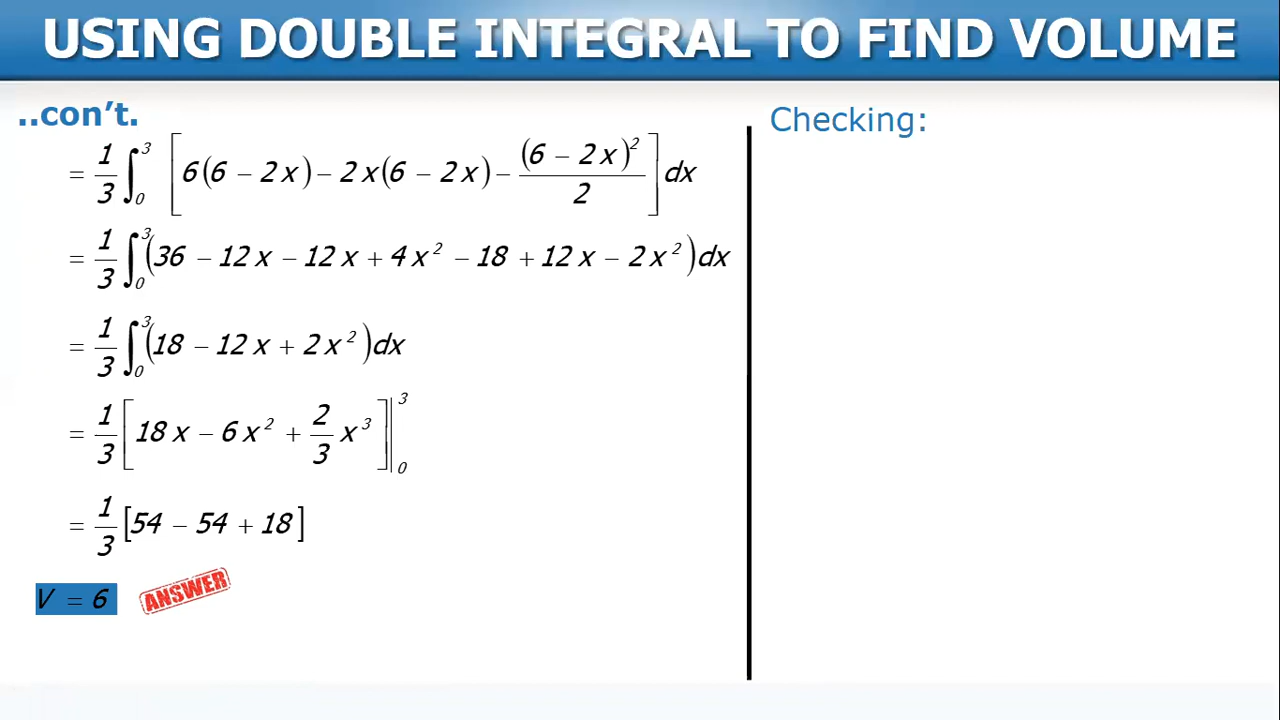 USING DOUBLE INTEGRAL TO FIND VOLUME
..con't.
= 1/3 ∫₀³ [6(6 − 2x) − 2x(6 − 2x) − (6 − 2x)²/2] dx
= 1/3 ∫₀³ (36 − 12x − 12x + 4x² − 18 + 12x − 2x²)dx
= 1/3 ∫₀³ (18 − 12x + 2x²)dx
= 1/3 [18x − 6x² + 2/3 x³]|₀³
= 1/3 [54 − 54 + 18]
V = 6
ANSWER
Checking: